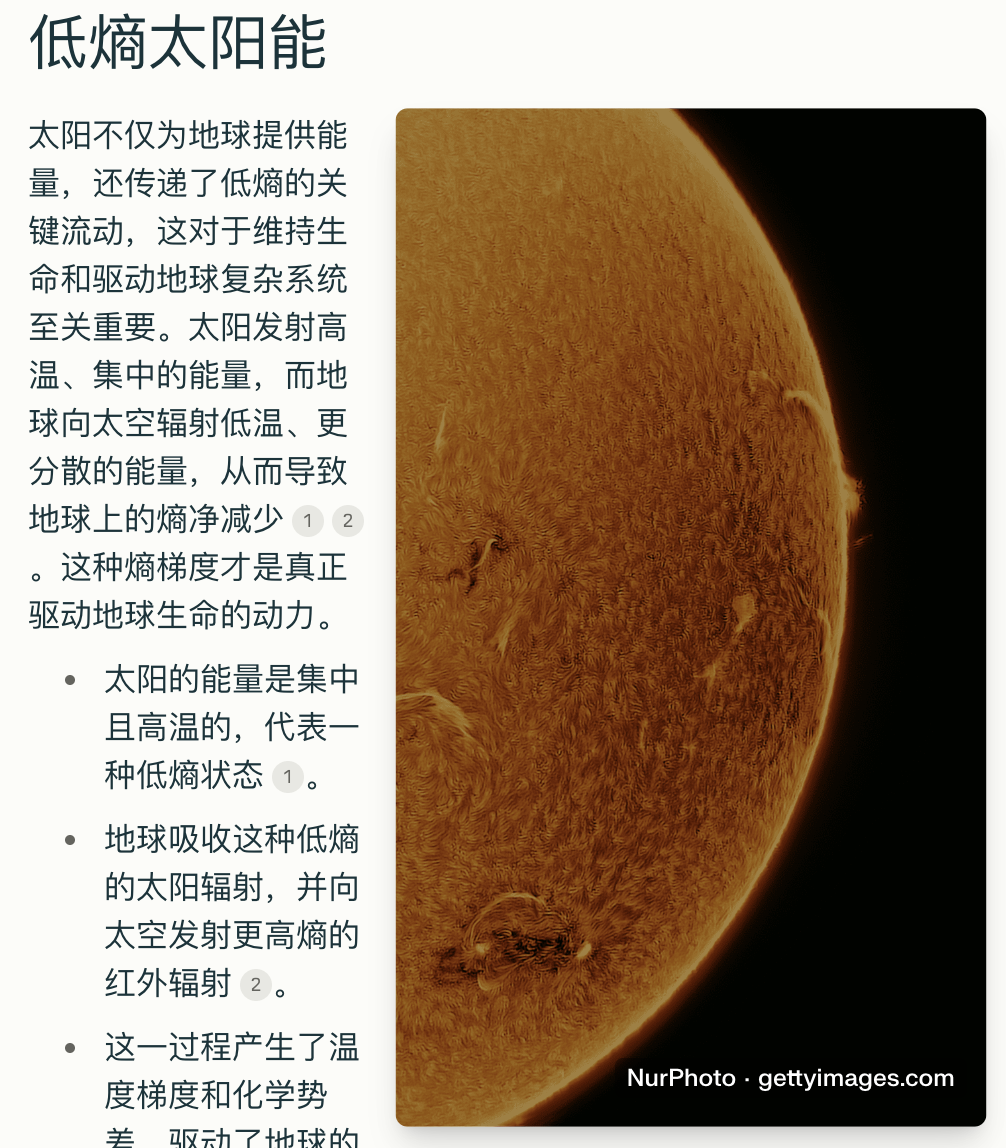 低熵太阳能
太阳不仅为地球提供能
量，还传递了低熵的关
键流动，这对于维持生
命和驱动地球复杂系统
至关重要。太阳发射高
温、集中的能量，而地
球向太空辐射低温、更
分散的能量，从而导致
地球上的熵净减少 1 2
。这种熵梯度才是真正
驱动地球生命的动力。
• 太阳的能量是集中
且高温的，代表一
种低熵状态 1 。
• 地球吸收这种低熵
的太阳辐射，并向
太空发射更高熵的
红外辐射 2 。
• 这一过程产生了温
度梯度和化学势
差，驱动了地球的
NurPhoto · gettyimages.com